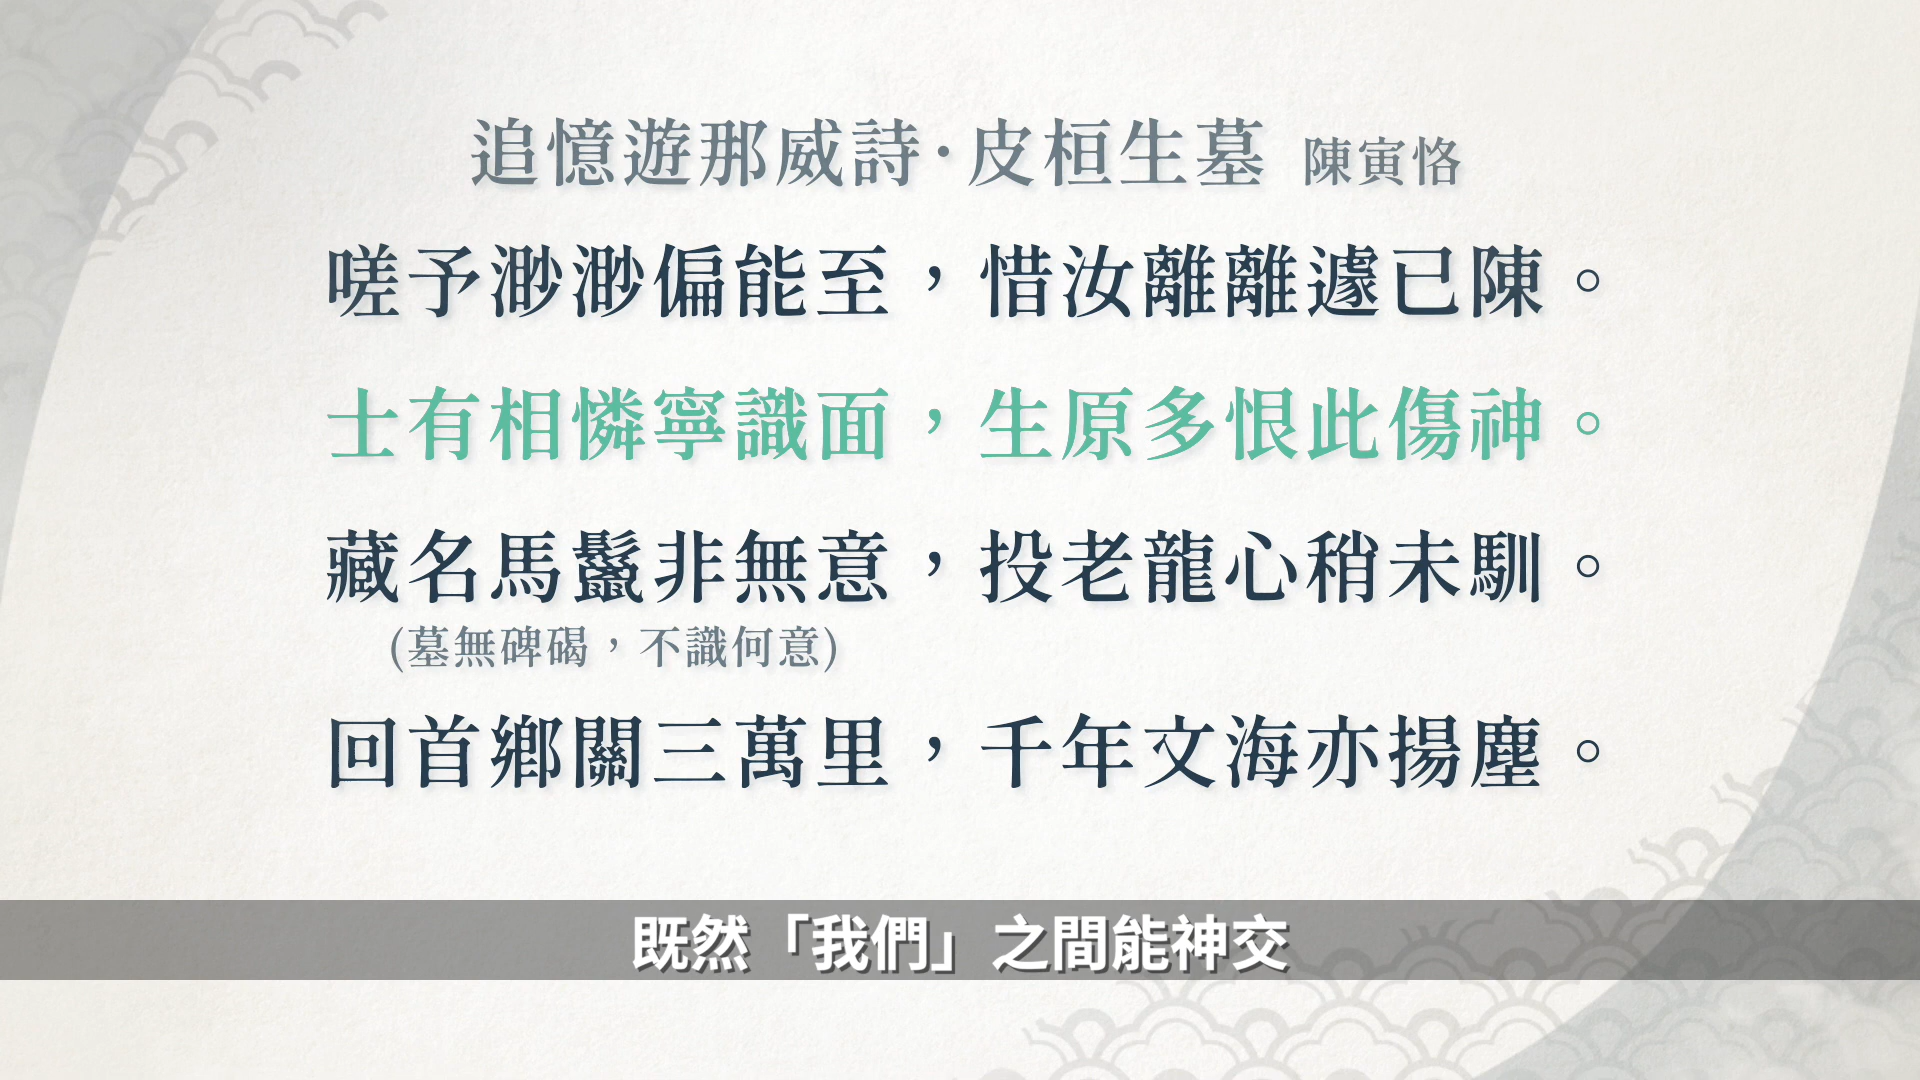 追憶遊那威詩·皮桓生墓 陳寅恪
嗟予渺渺偏能至，惜汝離離遽已陳。
士有相憐寧識面，生原多恨此傷神。
藏名馬鬣非無意，投老龍心稍未馴。
(墓無碑碣，不識何意)
回首鄉關三萬里，千年文海亦揚塵。
既然「我們」之間能神交